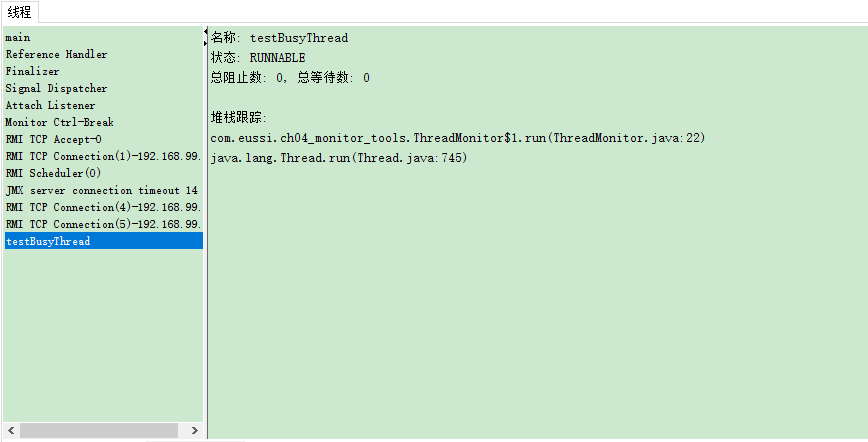 线程
main
Reference Handler
Finalizer
Signal Dispatcher
Attach Listener
Monitor Ctrl-Break
RMI TCP Accept-0
RMI TCP Connection(1)-192.168.99.
RMI Scheduler(0)
JMX server connection timeout 14
RMI TCP Connection(4)-192.168.99.
RMI TCP Connection(5)-192.168.99.
testBusyThread
名称: testBusyThread
状态: RUNNABLE
总阻止数: 0, 总等待数: 0
堆栈跟踪:
com.eussi.ch04_monitor_tools.ThreadMonitor$1.run(ThreadMonitor.java:22)
java.lang.Thread.run(Thread.java:745)